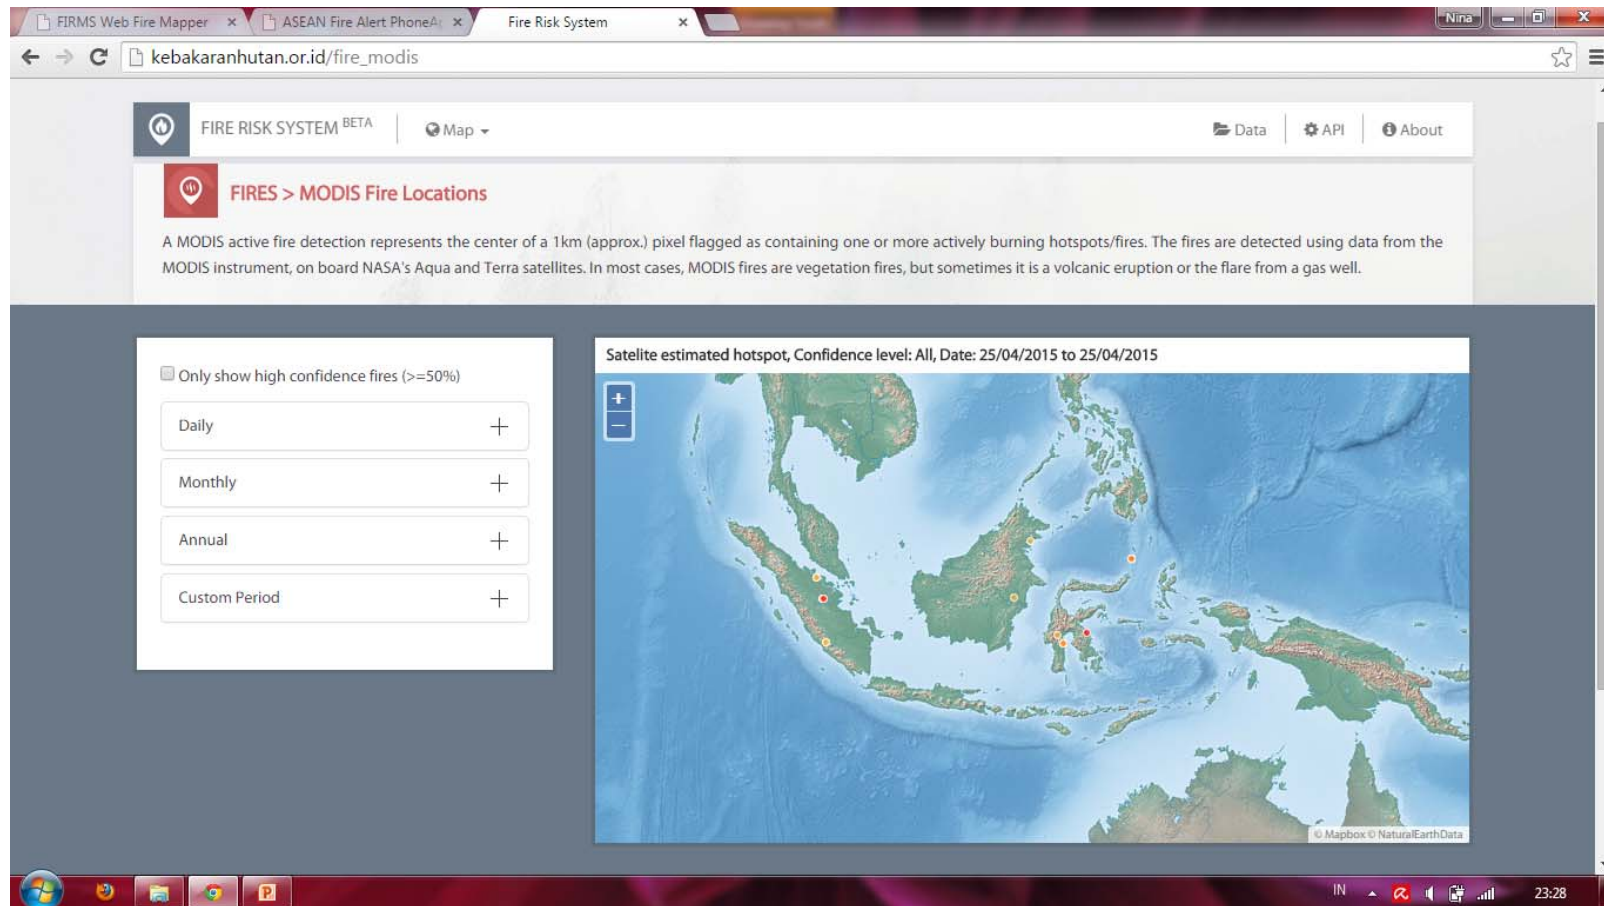 FIRMS Web Fire Mapper
ASEAN Fire Alert PhoneA
Fire Risk System
Nina
kebakaranhutan.or.id/fire_modis
FIRE RISK SYSTEM BETA
Map
Data
API
About
FIRES > MODIS Fire Locations
A MODIS active fire detection represents the center of a 1km (approx.) pixel flagged as containing one or more actively burning hotspots/fires. The fires are detected using data from the
MODIS instrument, on board NASA's Aqua and Terra satellites. In most cases, MODIS fires are vegetation fires, but sometimes it is a volcanic eruption or the flare from a gas well.
Only show high confidence fires (>=50%)
Daily
Monthly
Annual
Custom Period
Satelite estimated hotspot, Confidence level: All, Date: 25/04/2015 to 25/04/2015
+
−
© Mapbox © NaturalEarthData
IN
23:28